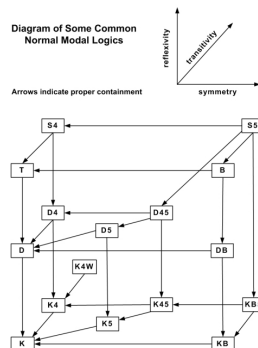 Diagram of Some Common
Normal Modal Logics
reflexivity
transitivity
symmetry
Arrows indicate proper containment
S4
S5
T
B
D4
D45
D5
D
DB
K4W
K4
K45
KB
K5
K
KB